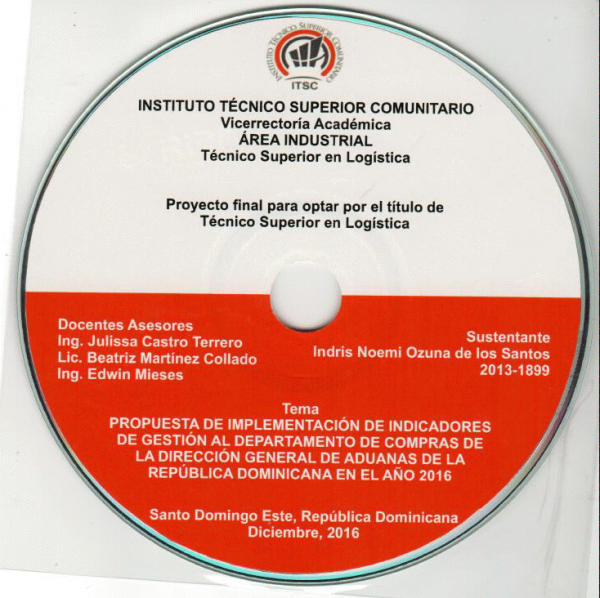 INSTITUTO TÉCNICO SUPERIOR COMUNITARIO
ITSC
INSTITUTO TÉCNICO SUPERIOR COMUNITARIO
Vicerrectoría Académica
ÁREA INDUSTRIAL
Técnico Superior en Logística
Proyecto final para optar por el título de
Técnico Superior en Logística
Docentes Asesores
Ing. Julissa Castro Terrero
Lic. Beatriz Martínez Collado
Ing. Edwin Mieses
Sustentante
Indris Noemi Ozuna de los Santos
2013-1899
Tema
PROPUESTA DE IMPLEMENTACIÓN DE INDICADORES
DE GESTIÓN AL DEPARTAMENTO DE COMPRAS DE
LA DIRECCIÓN GENERAL DE ADUANAS DE LA
REPÚBLICA DOMINICANA EN EL AÑO 2016
Santo Domingo Este, República Dominicana
Diciembre, 2016